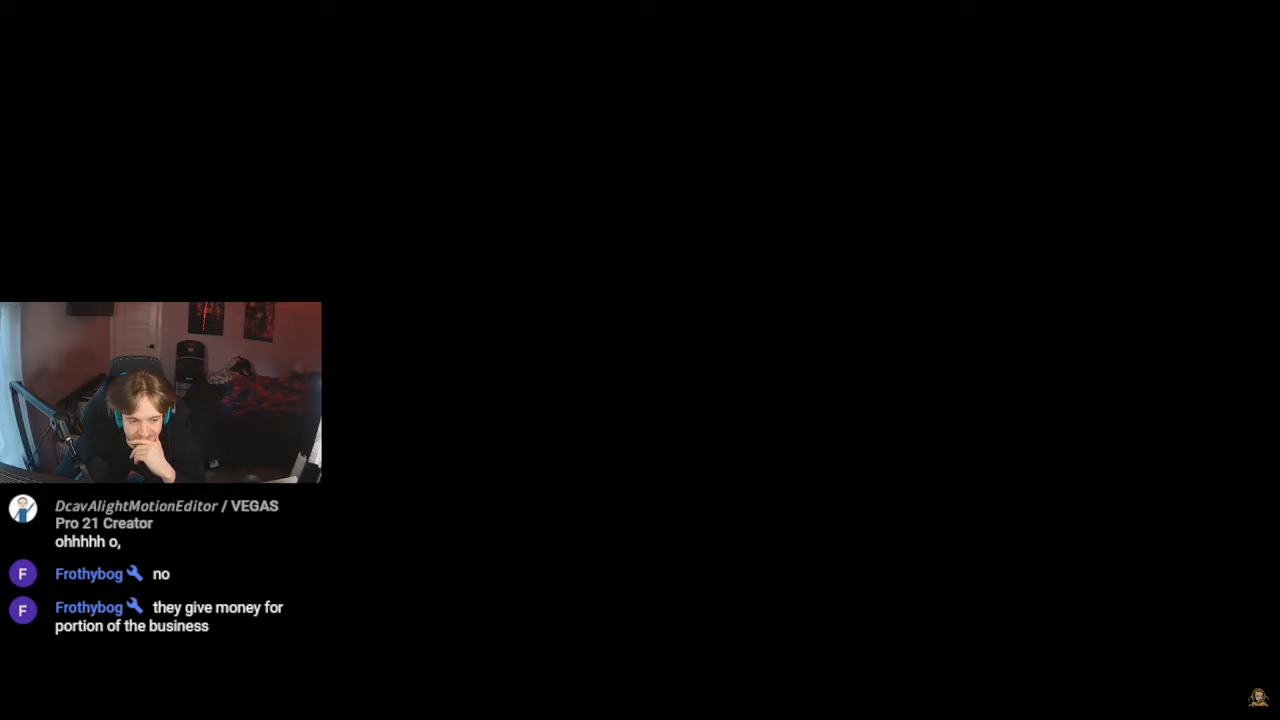 DcavAlightMotionEditor / VEGAS
Pro 21 Creator
ohhhhh o,
F Frothybog no
F Frothybog they give money for
portion of the business